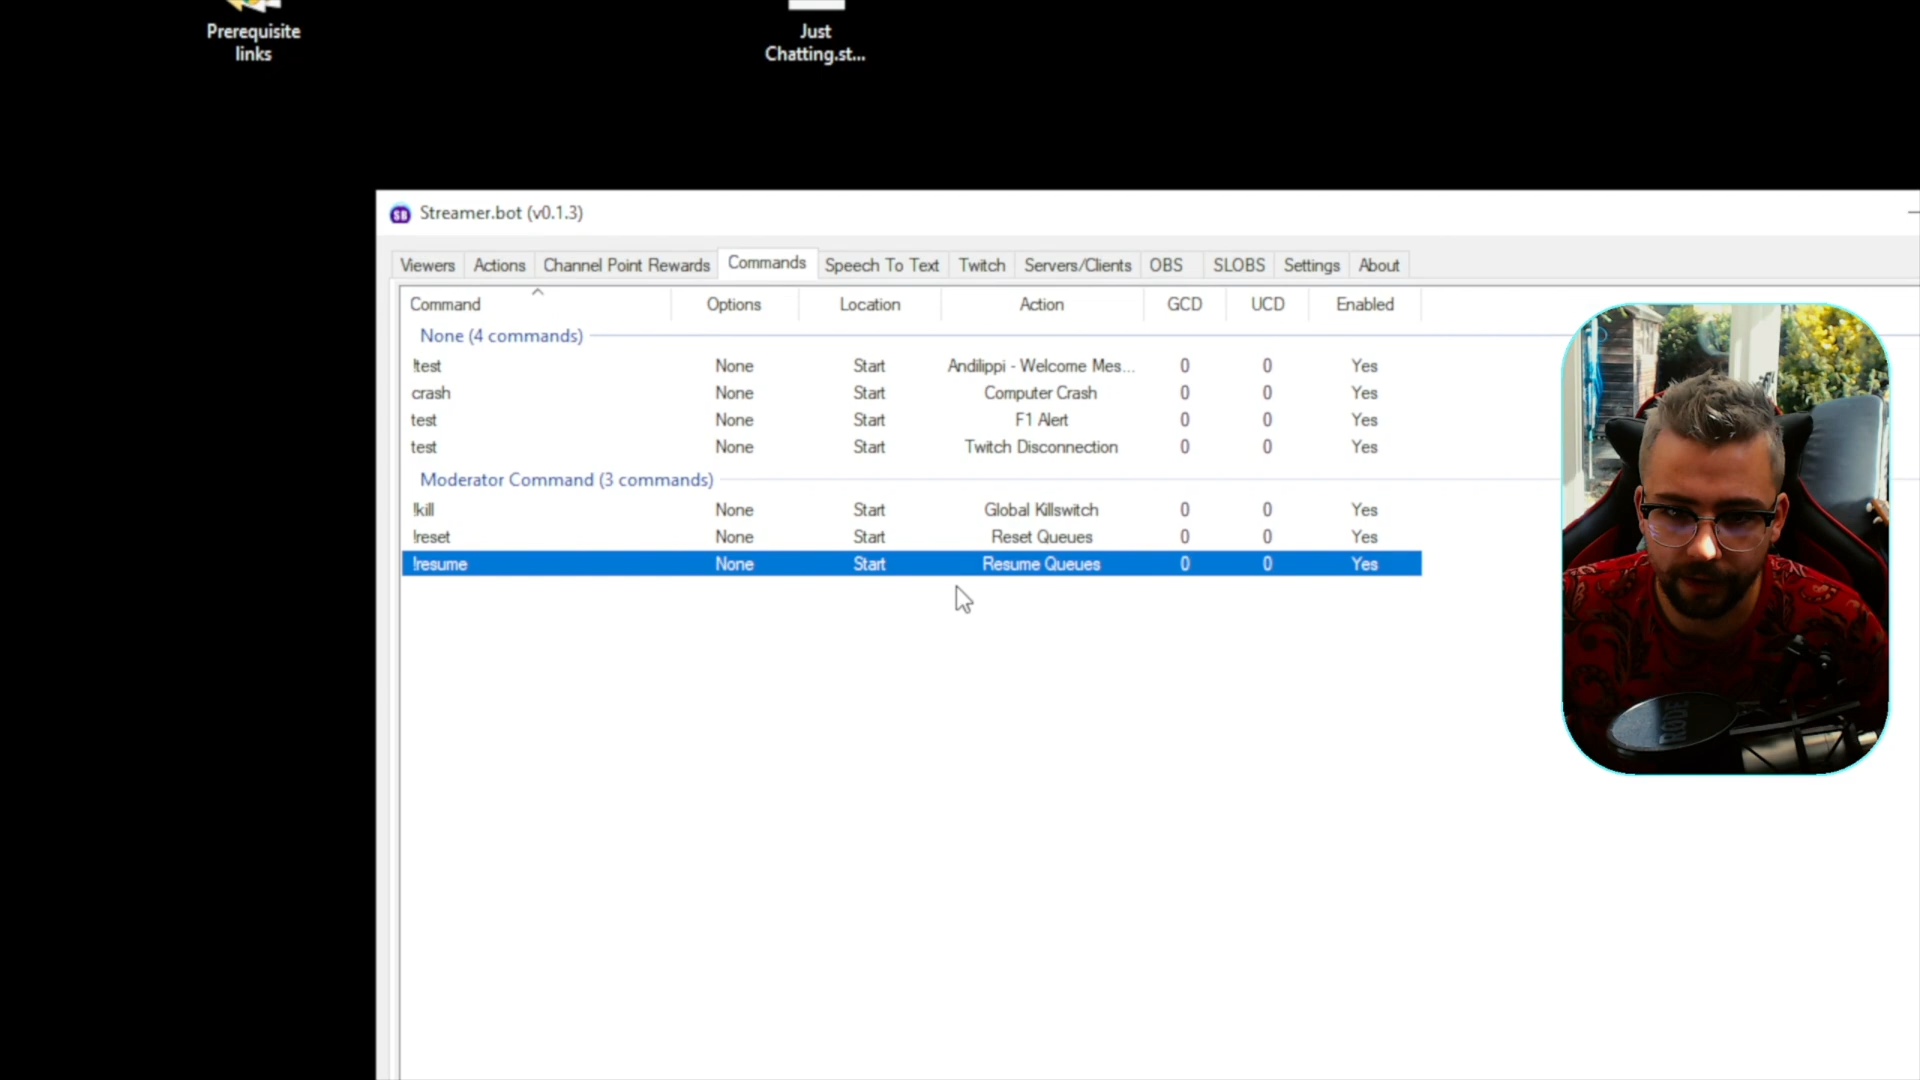 Prerequisite
links
Just
Chatting.st...
SB Streamer.bot (v0.1.3)
Viewers Actions Channel Point Rewards Commands Speech To Text Twitch Servers/Clients OBS SLOBS Settings About
Command Options Location Action GCD UCD Enabled
None (4 commands)
!test None Start Andilippi - Welcome Mes... 0 0 Yes
crash None Start Computer Crash 0 0 Yes
test None Start F1 Alert 0 0 Yes
test None Start Twitch Disconnection 0 0 Yes
Moderator Command (3 commands)
!kill None Start Global Killswitch 0 0 Yes
!reset None Start Reset Queues 0 0 Yes
!resume None Start Resume Queues 0 0 Yes
RØDE